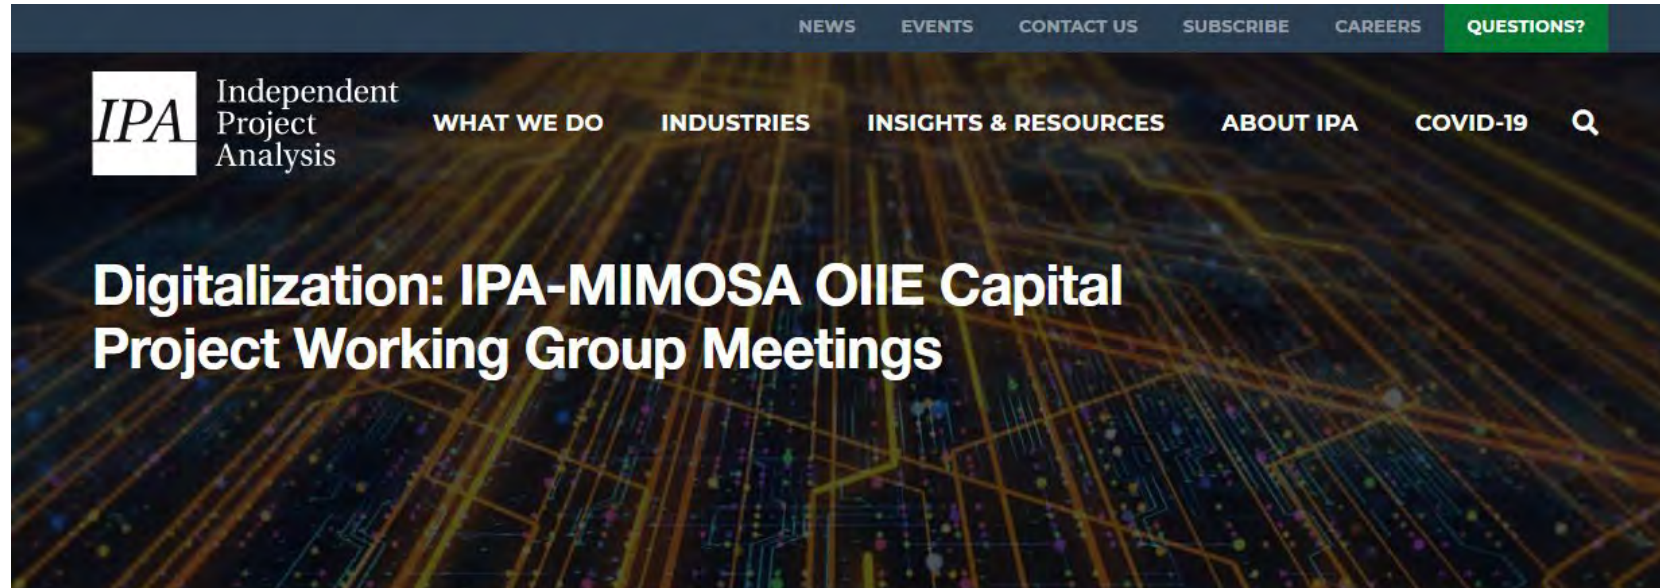 NEWS EVENTS CONTACT US SUBSCRIBE CAREERS QUESTIONS?
IPA Independent
Project
Analysis
WHAT WE DO INDUSTRIES INSIGHTS & RESOURCES ABOUT IPA COVID-19
Digitalization: IPA-MIMOSA OIIE Capital
Project Working Group Meetings